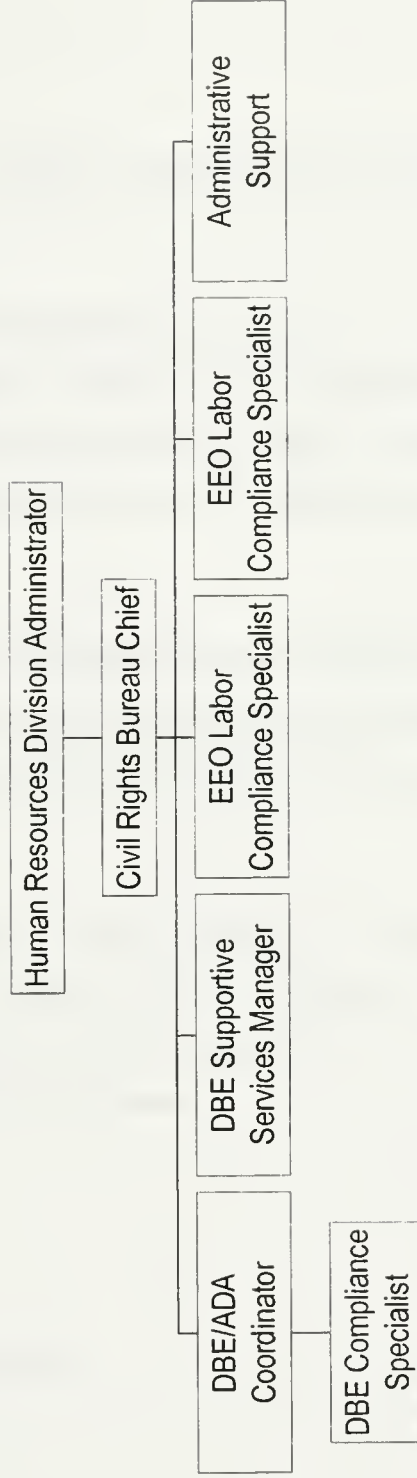 Human Resources Division Administrator
Civil Rights Bureau Chief
DBE/ADA
Coordinator
DBE Supportive
Services Manager
EEO Labor
Compliance Specialist
EEO Labor
Compliance Specialist
Administrative
Support
DBE Compliance
Specialist